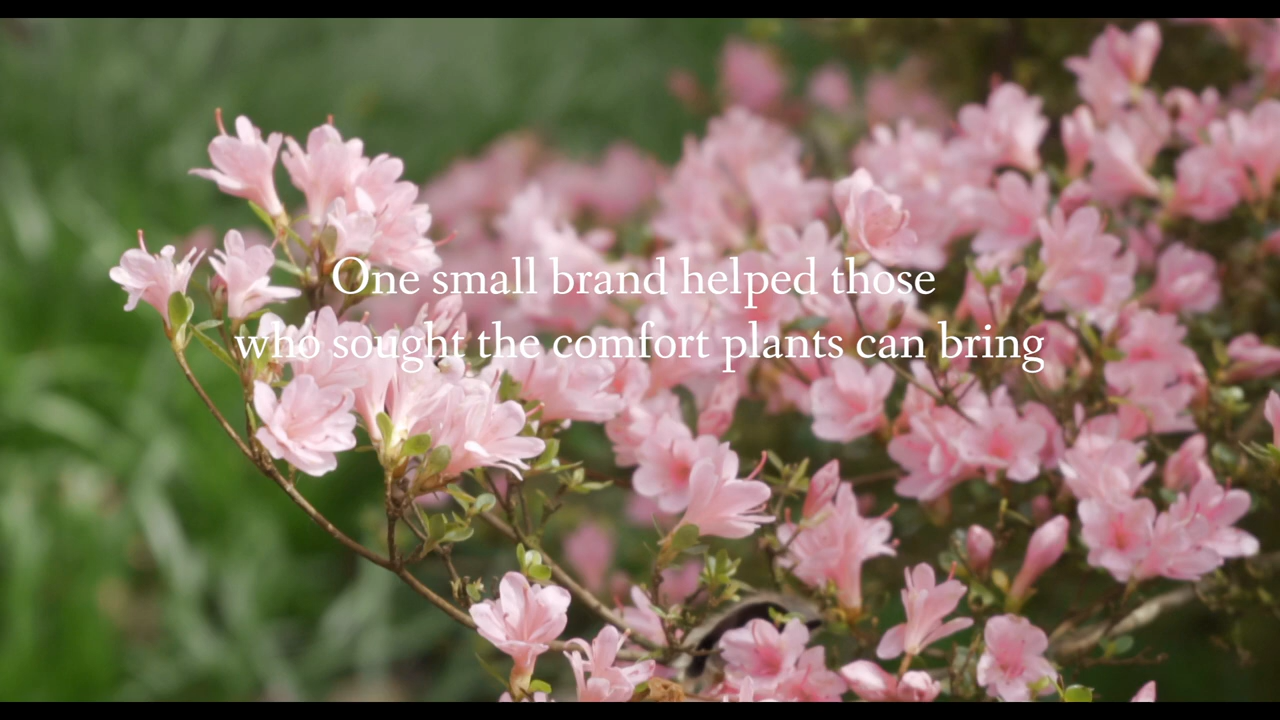 One small brand helped those
who sought the comfort plants can bring